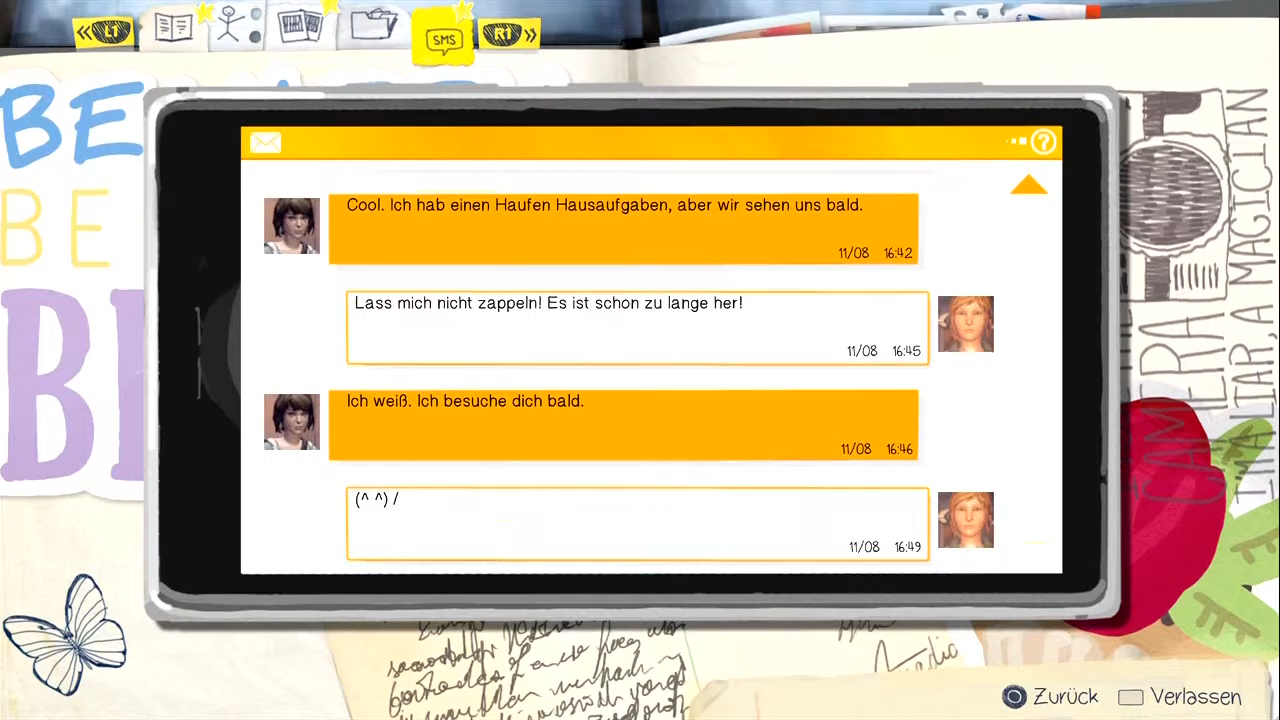 L1
SMS
R1
?
BE
BE
Cool. Ich hab einen Haufen Hausaufgaben, aber wir sehen uns bald.
11/08 16:42
Lass mich nicht zappeln! Es ist schon zu lange her!
11/08 16:45
Ich weiß. Ich besuche dich bald.
11/08 16:46
(^ ^) /
11/08 16:49
CAMERA
MAGICIAN
Zurück
Verlassen